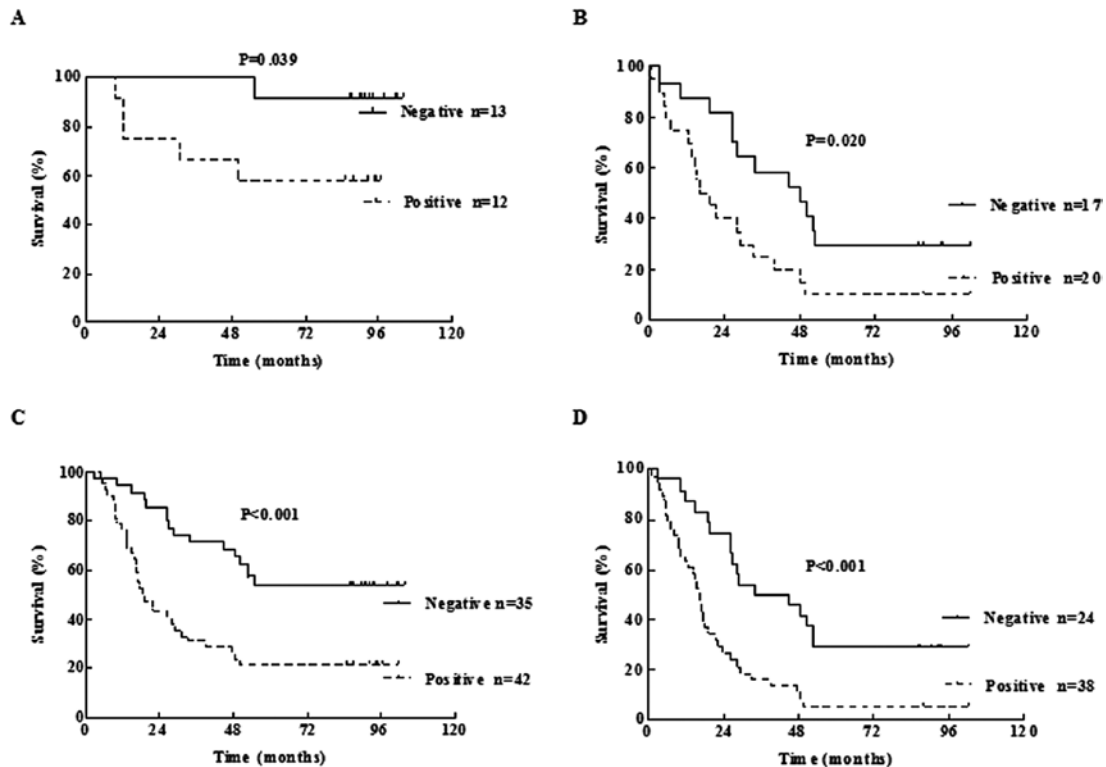 A
P=0.039
100
80
60
40
20
0
Survival (%)
Negative n=13
Positive n=12
0 24 48 72 96 120
Time (months)
B
P=0.020
100
80
60
40
20
0
Survival (%)
Negative n=17
Positive n=20
0 24 48 72 96 120
Time (months)
C
P<0.001
100
80
60
40
20
0
Survival (%)
Negative n=35
Positive n=42
0 24 48 72 96 120
Time (months)
D
P<0.001
100
80
60
40
20
0
Survival (%)
Negative n=24
Positive n=38
0 24 48 72 96 120
Time (months)